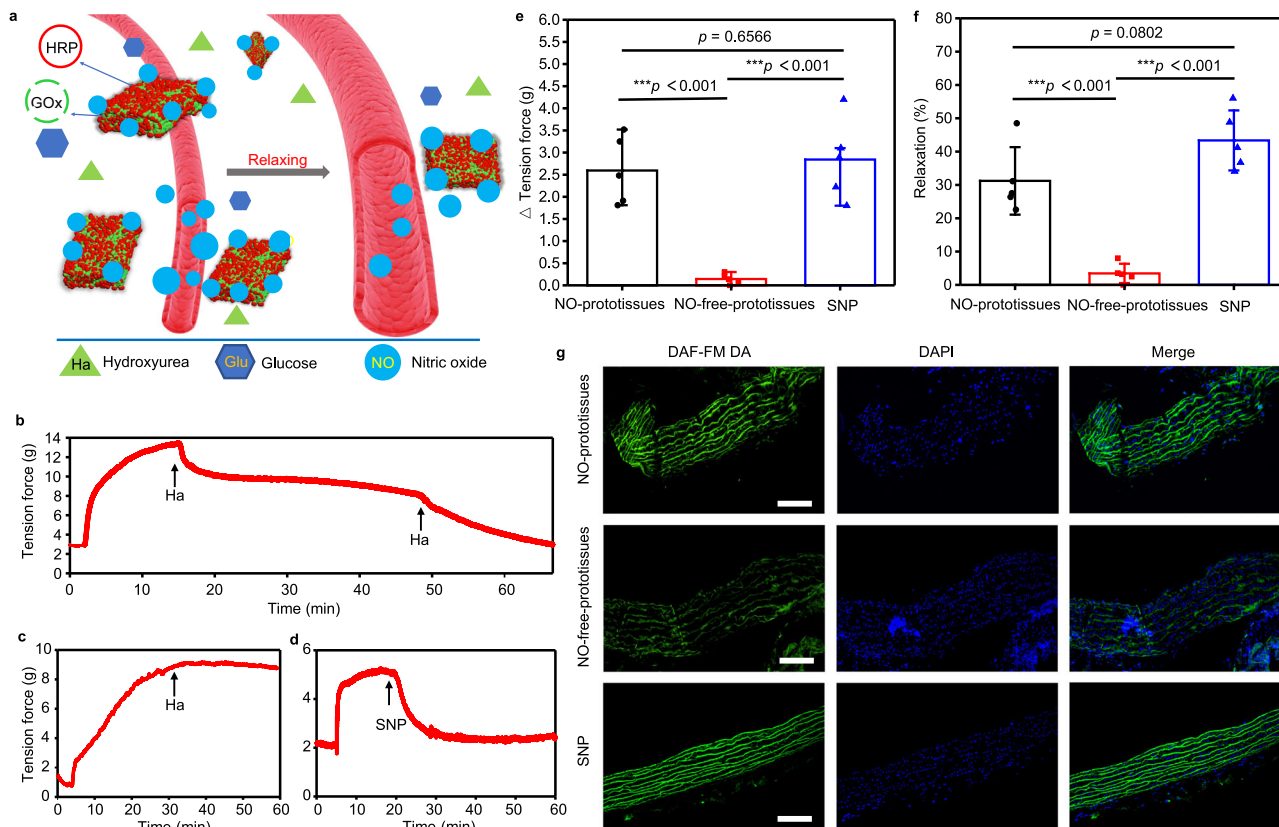 a
HRP
GOx
Relaxing
Ha Hydroxyurea
Glu Glucose
NO Nitric oxide
b
Tension force (g)
14
12
10
8
6
4
2
0
Ha
Ha
0 10 20 30 40 50 60
Time (min)
c
Tension force (g)
10
8
6
4
2
0
Ha
0 10 20 30 40 50 60
Time (min)
d
6
4
2
0
SNP
0 10 20 30 40 50 60
Time (min)
e
△ Tension force (g)
6.0
5.5
5.0
4.5
4.0
3.5
3.0
2.5
2.0
1.5
1.0
0.5
0.0
p = 0.6566
***p < 0.001
***p < 0.001
NO-prototissues NO-free-prototissues SNP
f
Relaxation (%)
80
70
60
50
40
30
20
10
0
p = 0.0802
***p < 0.001
***p < 0.001
NO-prototissues NO-free-prototissues SNP
g
DAF-FM DA DAPI Merge
NO-prototissues
NO-free-prototissues
SNP